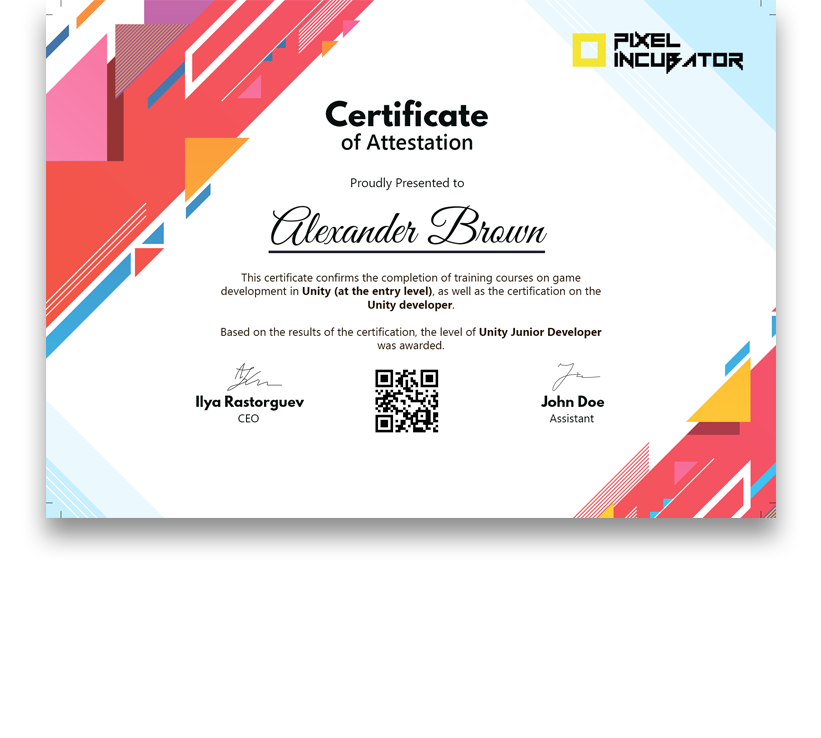 PIXEL
INCUBATOR
Certificate
of Attestation
Proudly Presented to
Alexander Brown
This certificate confirms the completion of training courses on game
development in Unity (at the entry level), as well as the certification on the
Unity developer.
Based on the results of the certification, the level of Unity Junior Developer
was awarded.
Ilya Rastorguev
CEO
John Doe
Assistant